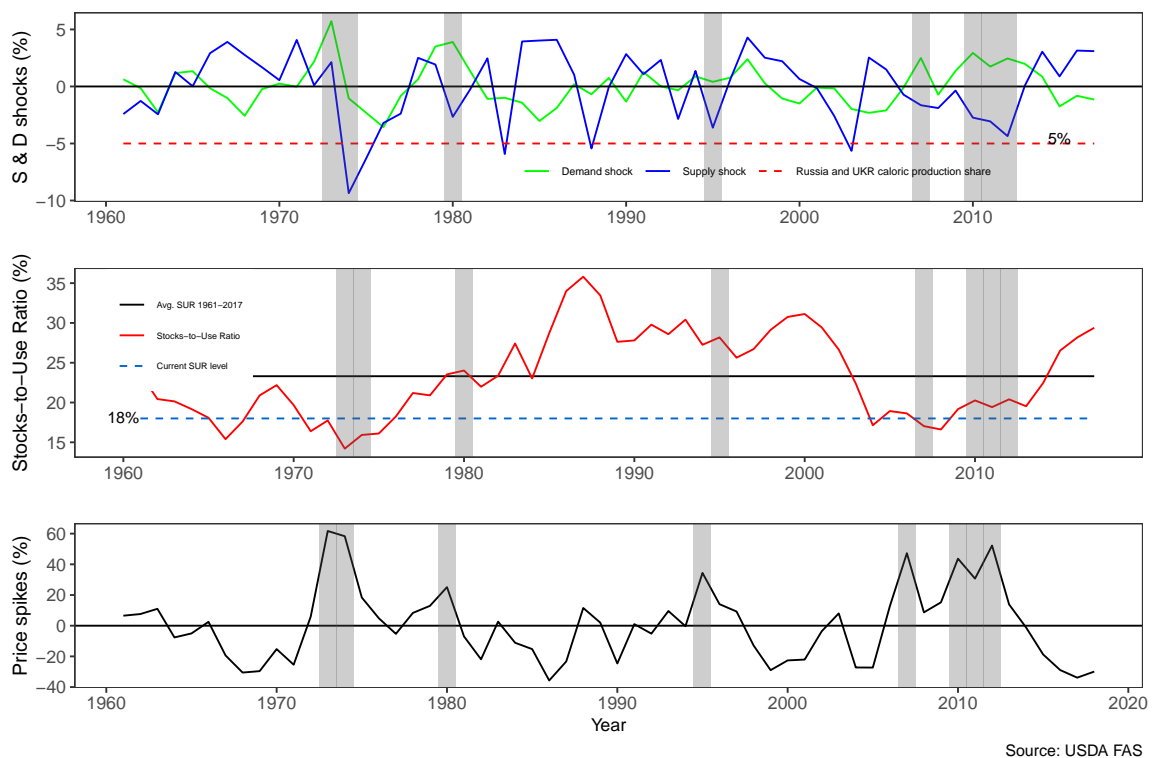 S & D shocks (%)
5
0
−5
−10
5%
Demand shock Supply shock Russia and UKR caloric production share
1960 1970 1980 1990 2000 2010
Stocks−to−Use Ratio (%)
35
30
25
20
15
Avg. SUR 1961−2017
Stocks−to−Use Ratio
Current SUR level
18%
1960 1970 1980 1990 2000 2010
Price spikes (%)
60
40
20
0
−20
−40
1960 1970 1980 1990 2000 2010 2020
Year
Source: USDA FAS